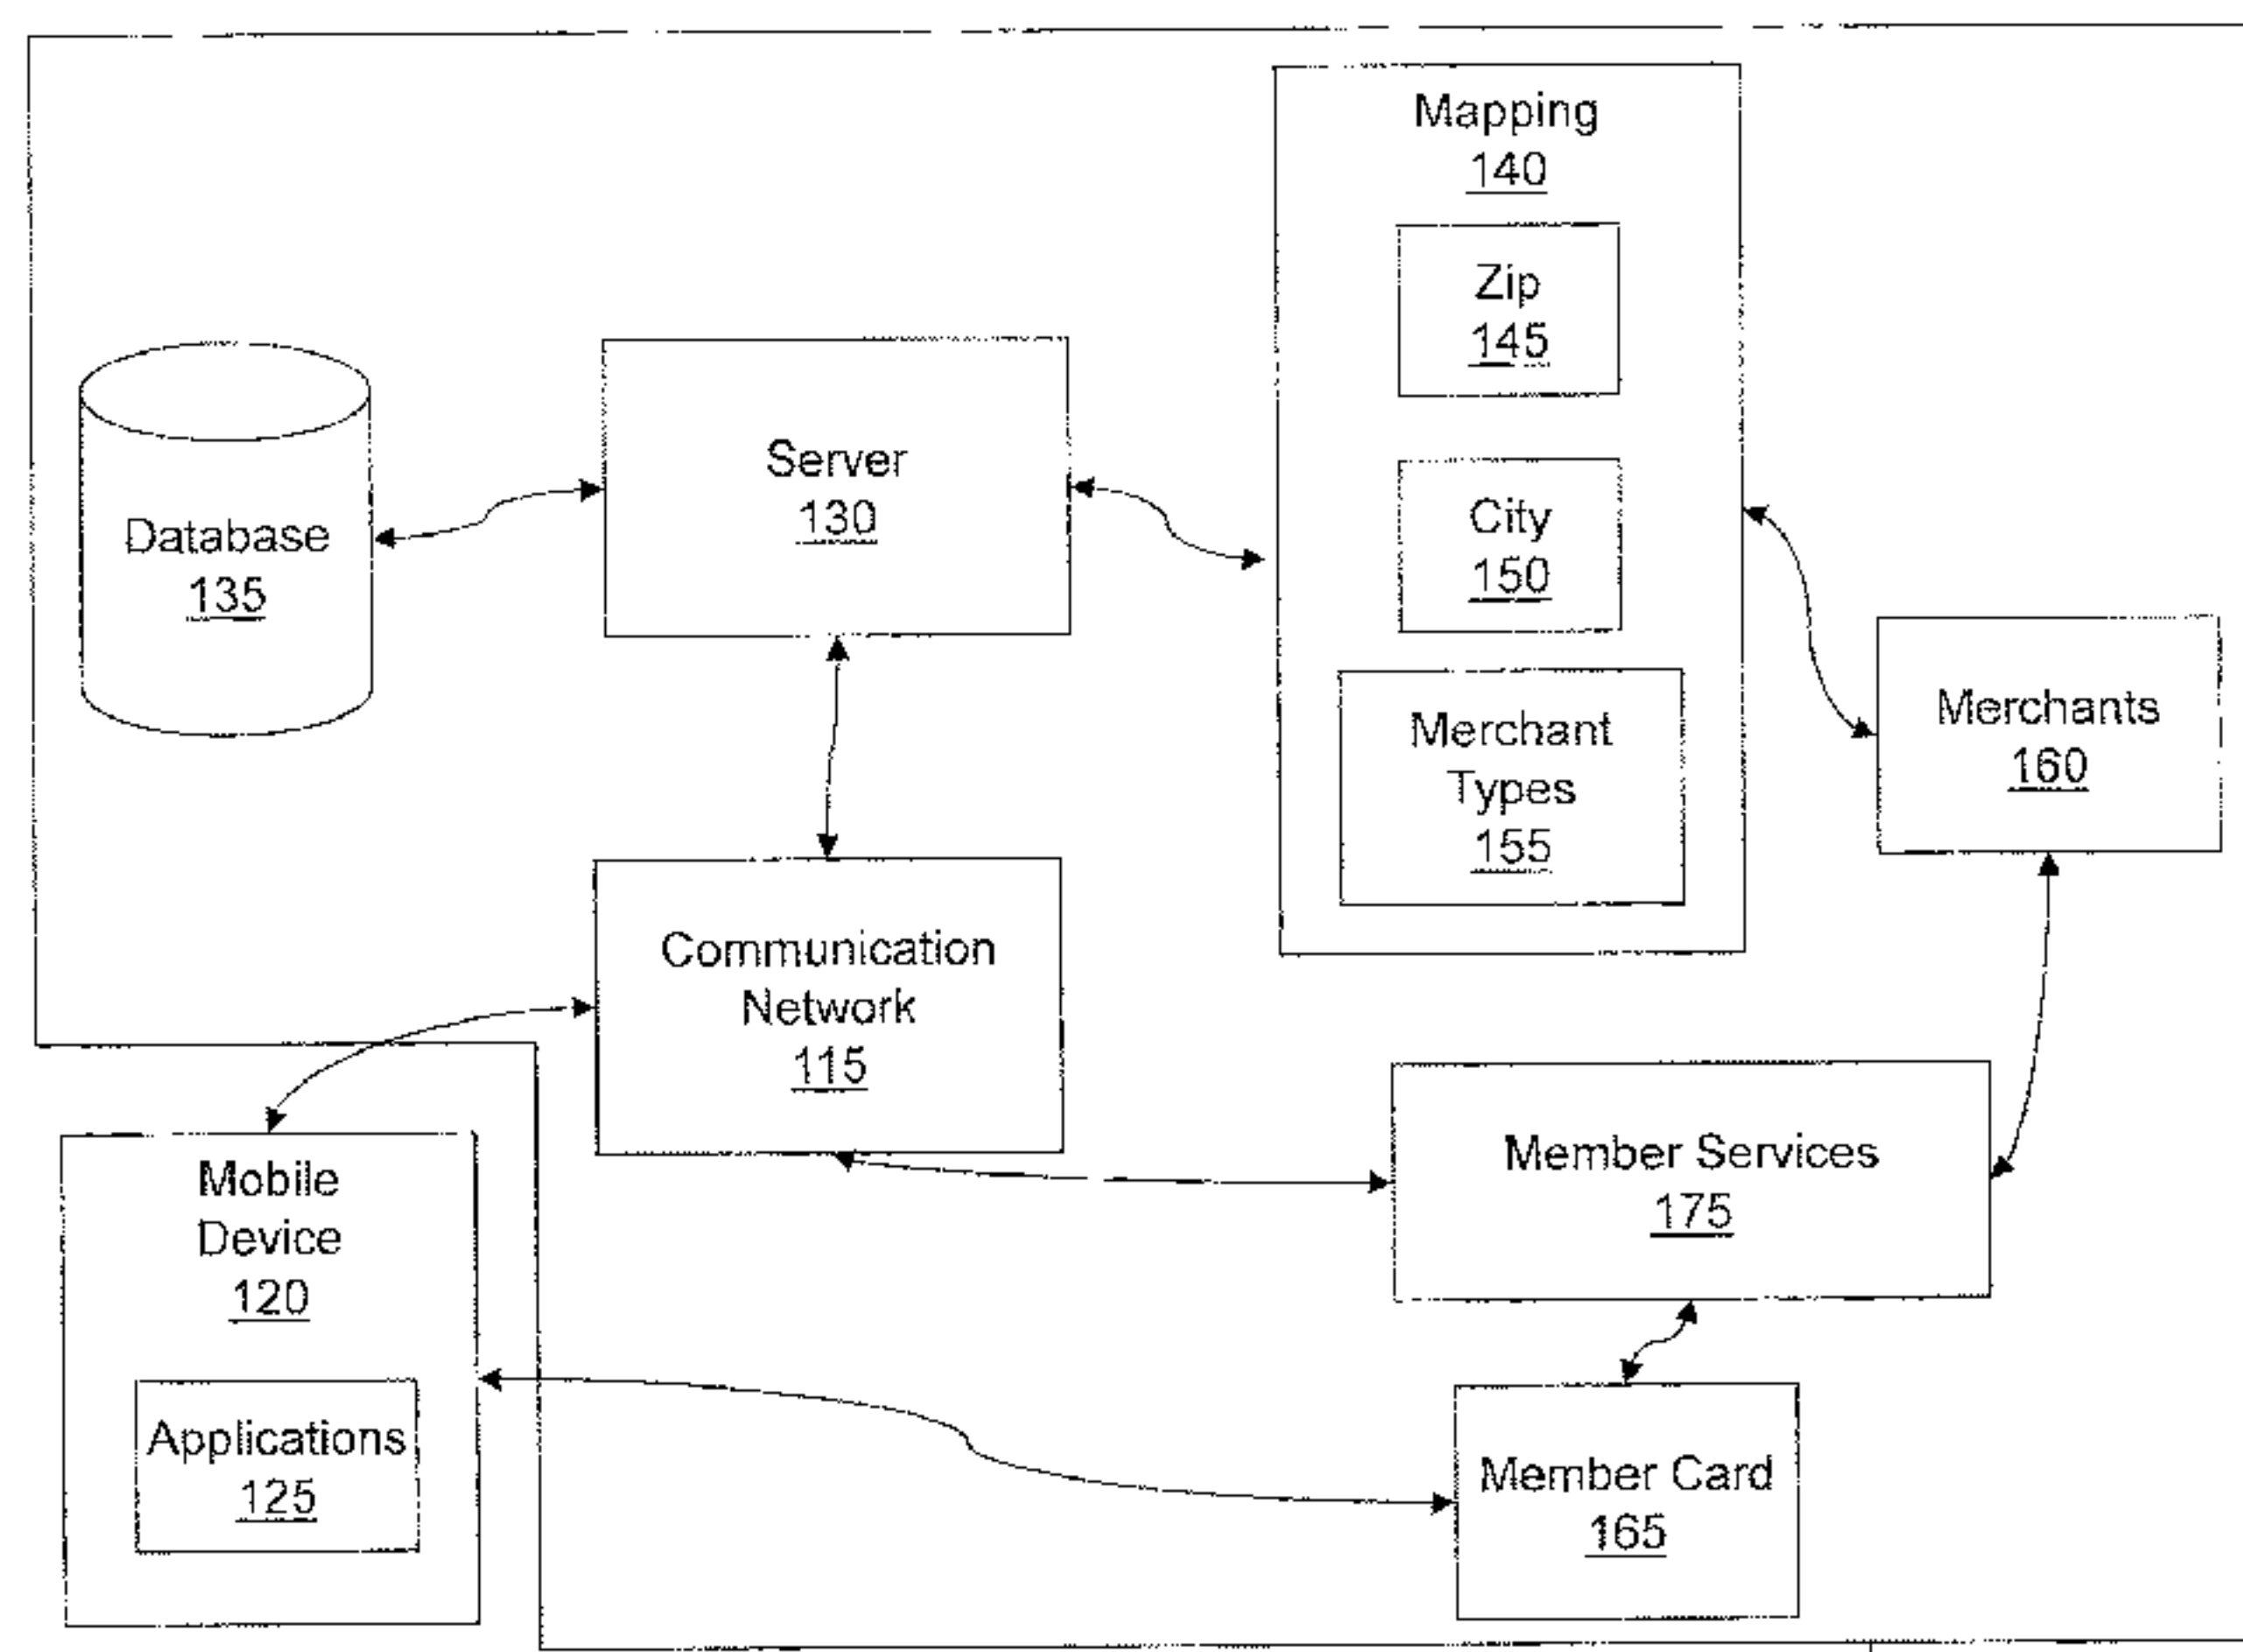 Mapping
140
Zip
145
City
150
Merchant
Types
155
Database
135
Server
130
Merchants
160
Communication
Network
115
Mobile
Device
120
Applications
125
Member Services
175
Member Card
165